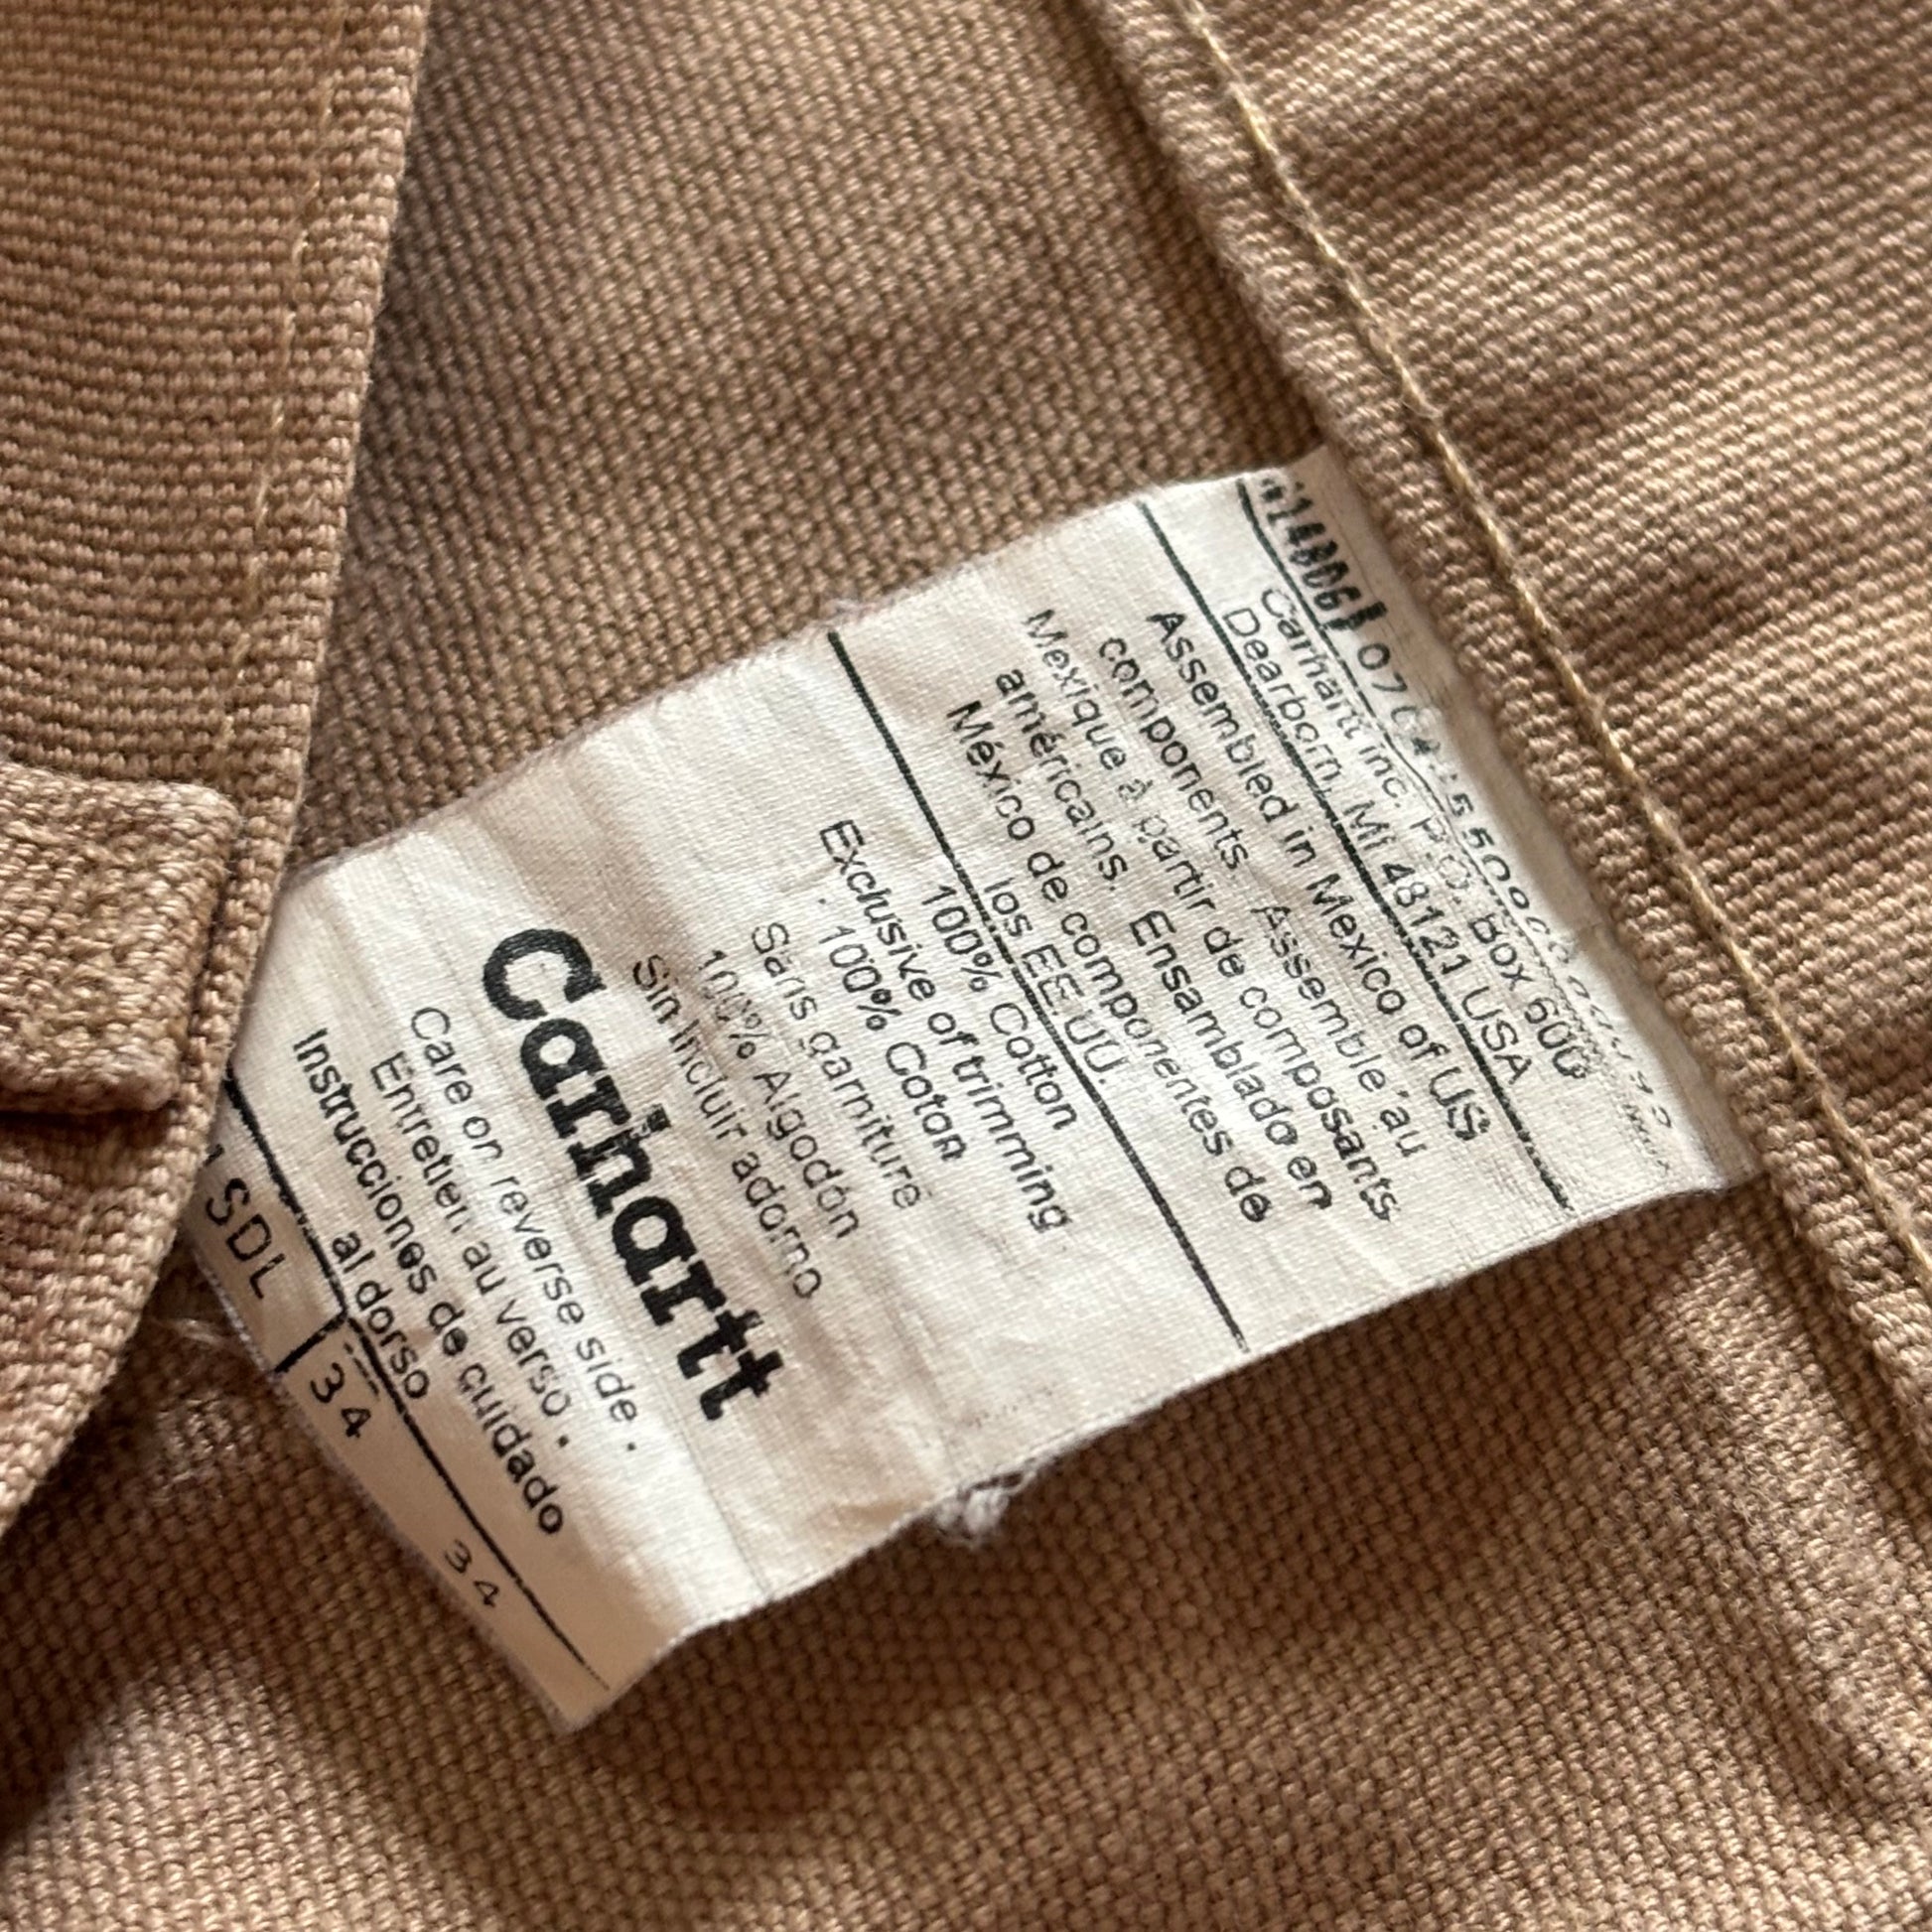 Carhartt inc. P.O. Box 600
Dearborn, Mi 48121 USA
Assembled in Mexico of US
components. Assemble au
Mexique à partir de composants
américains. Ensamblado en
México de componentes de
los EE UU.
100% Cotton
Exclusive of trimming
100% Coton
Sans garniture
100% Algodón
Sin Incluir adorno
Carhartt
Care on reverse side.
Entretien au verso.
Instrucciones de cuidado
al dorso
SDL 34 34